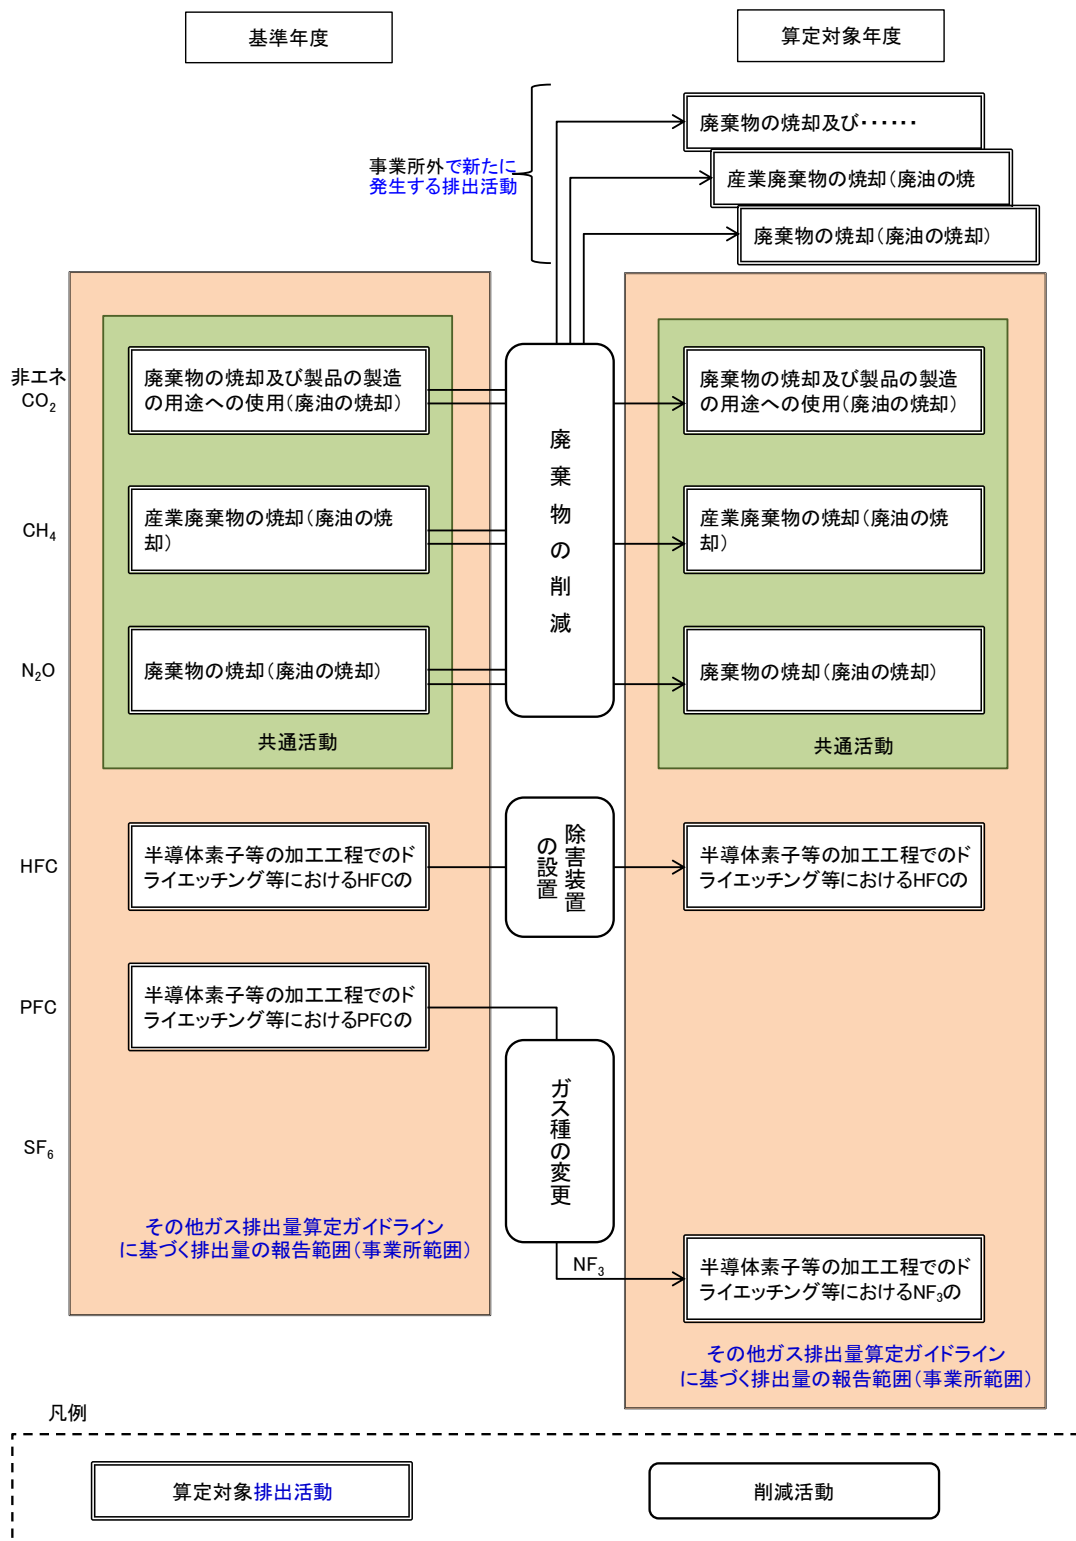 基準年度
算定対象年度
廃棄物の焼却及び・・・・・・
産業廃棄物の焼却（廃油の焼
廃棄物の焼却（廃油の焼却）
事業所外で新たに
発生する排出活動
非エネ
CO₂
廃棄物の焼却及び製品の製造
の用途への使用（廃油の焼却）
廃棄物の焼却及び製品の製造
の用途への使用（廃油の焼却）
廃棄物の削減
CH₄
産業廃棄物の焼却（廃油の焼
却）
産業廃棄物の焼却（廃油の焼
却）
N₂O
廃棄物の焼却（廃油の焼却）
廃棄物の焼却（廃油の焼却）
共通活動
共通活動
HFC
半導体素子等の加工工程でのド
ライエッチング等におけるHFCの
除害装置
の設置
半導体素子等の加工工程でのド
ライエッチング等におけるHFCの
PFC
半導体素子等の加工工程でのド
ライエッチング等におけるPFCの
ガス種の変更
SF₆
その他ガス排出量算定ガイドライン
に基づく排出量の報告範囲（事業所範囲）
NF₃
半導体素子等の加工工程でのド
ライエッチング等におけるNF₃の
その他ガス排出量算定ガイドライン
に基づく排出量の報告範囲（事業所範囲）
凡例
算定対象排出活動
削減活動